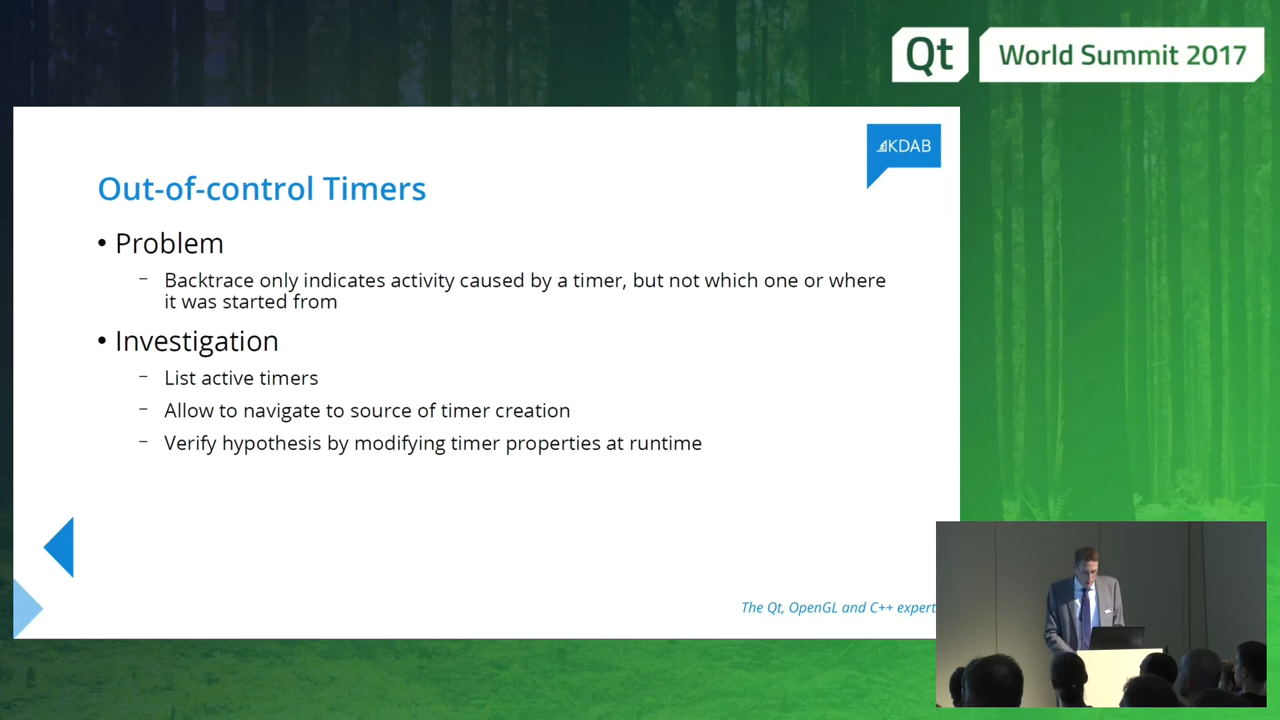 Qt
World Summit 2017
KDAB
Out-of-control Timers
• Problem
– Backtrace only indicates activity caused by a timer, but not which one or where
it was started from
• Investigation
– List active timers
– Allow to navigate to source of timer creation
– Verify hypothesis by modifying timer properties at runtime
The Qt, OpenGL and C++ expert